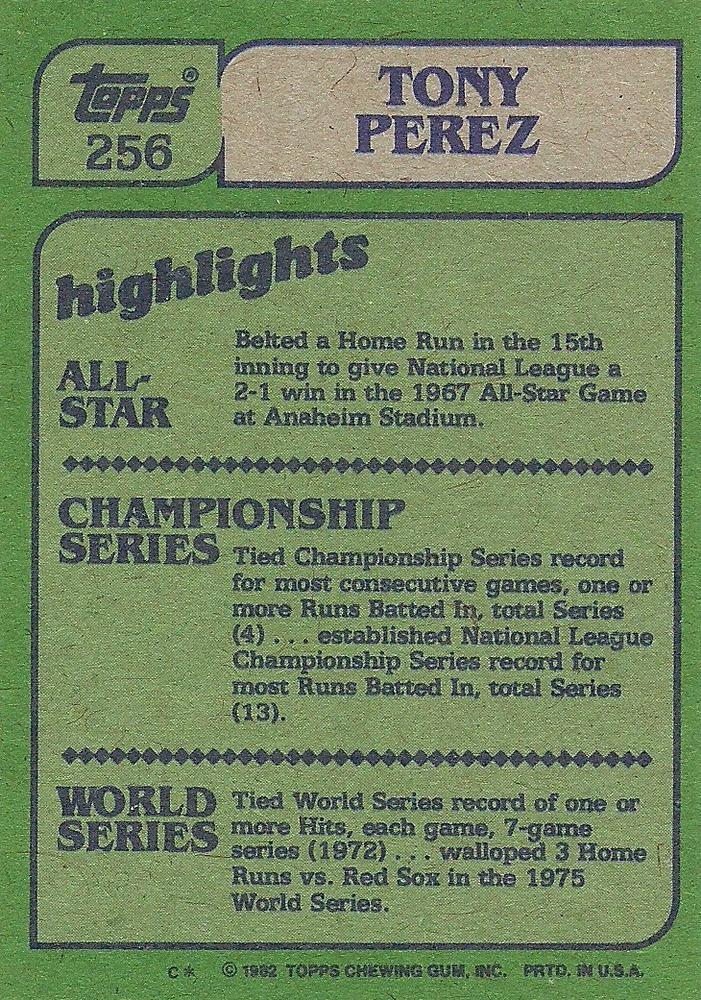 topps®
256
TONY
PEREZ
highlights
ALL-
STAR
Belted a Home Run in the 15th
inning to give National League a
2-1 win in the 1967 All-Star Game
at Anaheim Stadium.
CHAMPIONSHIP
SERIES
Tied Championship Series record
for most consecutive games, one or
more Runs Batted In, total Series
(4) . . . established National League
Championship Series record for
most Runs Batted In, total Series
(13).
WORLD
SERIES
Tied World Series record of one or
more Hits, each game, 7-game
series (1972) . . . walloped 3 Home
Runs vs. Red Sox in the 1975
World Series.
C* © 1982 TOPPS CHEWING GUM, INC. PRTD. IN U.S.A.